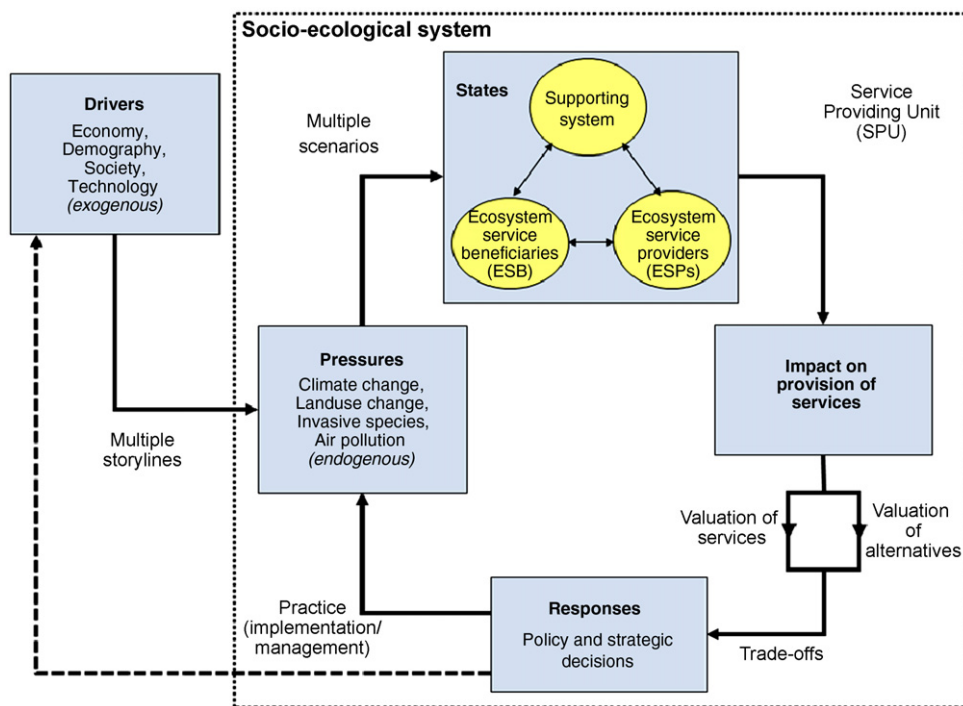 Socio-ecological system
Drivers
Economy,
Demography,
Society,
Technology
(exogenous)
Multiple
scenarios
States
Supporting
system
Ecosystem
service
beneficiaries
(ESB)
Ecosystem
service
providers
(ESPs)
Service
Providing Unit
(SPU)
Pressures
Climate change,
Landuse change,
Invasive species,
Air pollution
(endogenous)
Multiple
storylines
Impact on
provision of
services
Valuation of
services
Valuation
of
alternatives
Practice
(implementation/
management)
Responses
Policy and strategic
decisions
Trade-offs